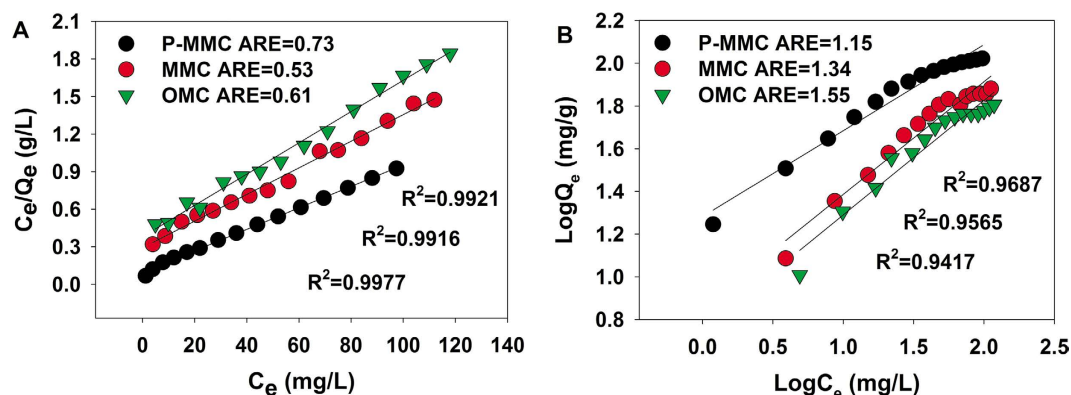 A
P-MMC ARE=0.73
MMC ARE=0.53
OMC ARE=0.61
C_e/Q_e (g/L)
2.1
1.8
1.5
1.2
0.9
0.6
0.3
0.0
R²=0.9921
R²=0.9916
R²=0.9977
0 20 40 60 80 100 120 140
C_e (mg/L)
B
P-MMC ARE=1.15
MMC ARE=1.34
OMC ARE=1.55
LogQ_e (mg/g)
2.2
2.0
1.8
1.6
1.4
1.2
1.0
0.8
R²=0.9687
R²=0.9565
R²=0.9417
0.0 0.5 1.0 1.5 2.0 2.5
LogC_e (mg/L)